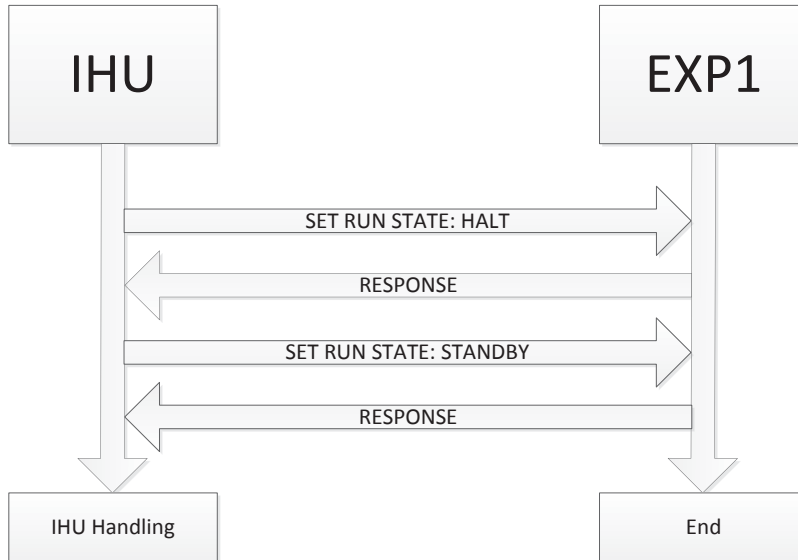 IHU
EXP1
SET RUN STATE: HALT
RESPONSE
SET RUN STATE: STANDBY
RESPONSE
IHU Handling
End